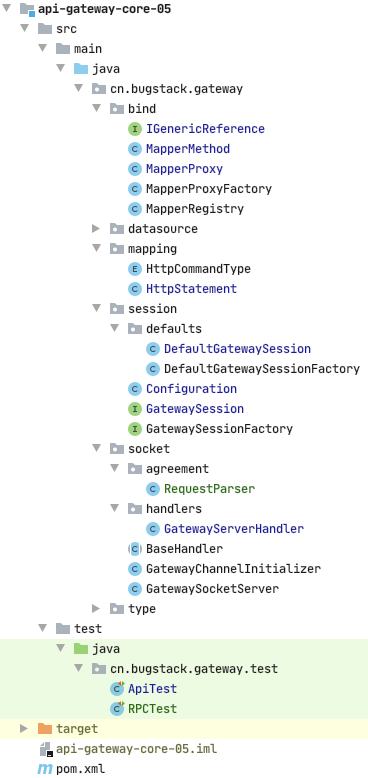 api-gateway-core-05
src
main
java
cn.bugstack.gateway
bind
I IGenericReference
C MapperMethod
C MapperProxy
C MapperProxyFactory
C MapperRegistry
datasource
mapping
E HttpCommandType
C HttpStatement
session
defaults
C DefaultGatewaySession
C DefaultGatewaySessionFactory
C Configuration
I GatewaySession
I GatewaySessionFactory
socket
agreement
C RequestParser
handlers
C GatewayServerHandler
C BaseHandler
C GatewayChannelInitializer
C GatewaySocketServer
type
test
java
cn.bugstack.gateway.test
C ApiTest
C RPCTest
target
api-gateway-core-05.iml
m pom.xml